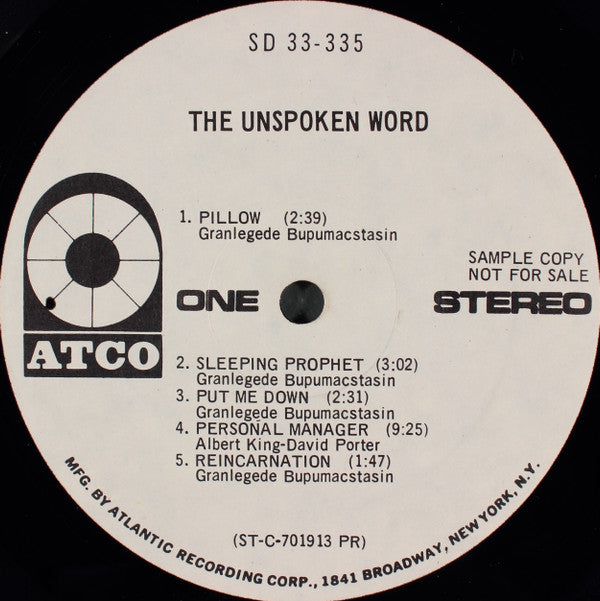 SD 33-335
THE UNSPOKEN WORD
1. PILLOW (2:39)
Granlegede Bupumacstasin
SAMPLE COPY
NOT FOR SALE
ONE
STEREO
ATCO
2. SLEEPING PROPHET (3:02)
Granlegede Bupumacstasin
3. PUT ME DOWN (2:31)
Granlegede Bupumacstasin
4. PERSONAL MANAGER (9:25)
Albert King-David Porter
5. REINCARNATION (1:47)
Granlegede Bupumacstasin
(ST-C-701913 PR)
MFG. BY ATLANTIC RECORDING CORP., 1841 BROADWAY, NEW YORK, N.Y.